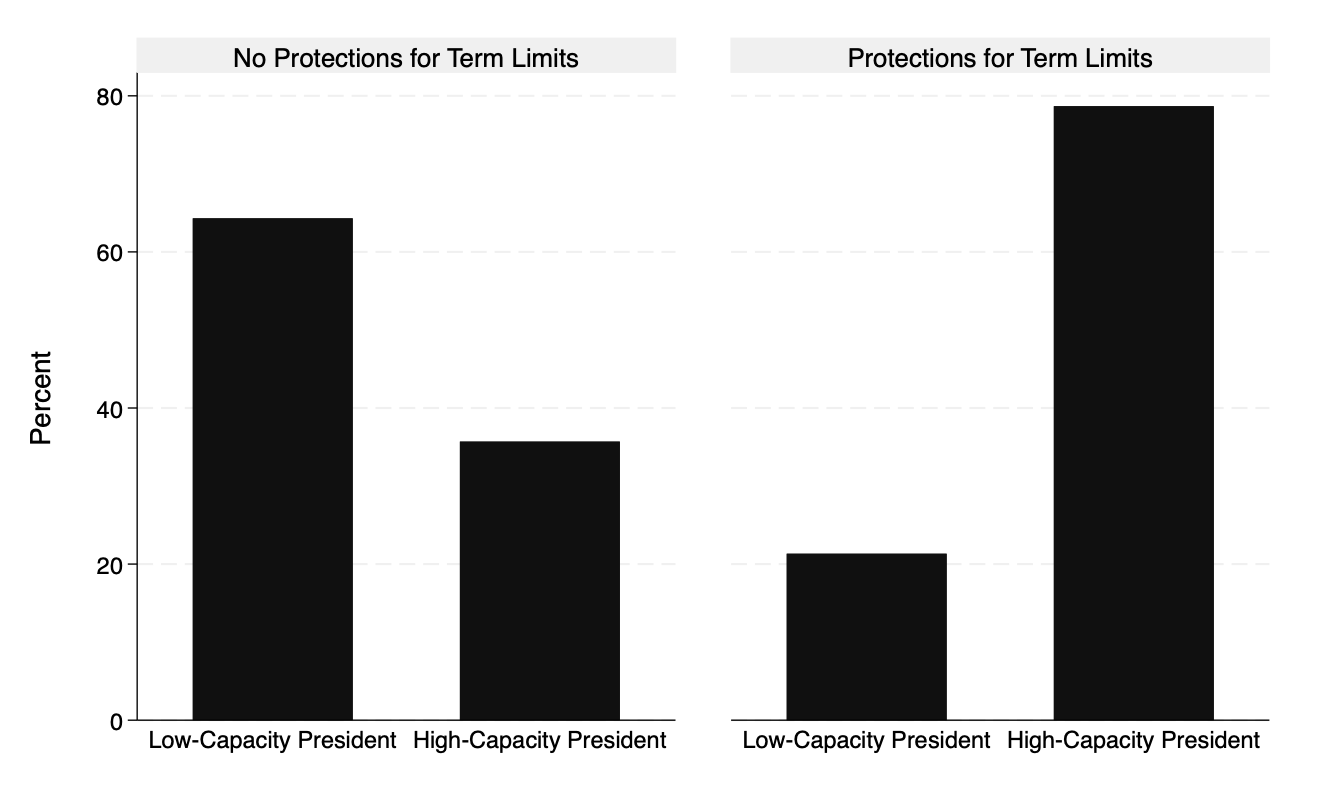 No Protections for Term Limits
Protections for Term Limits
80
60
40
20
0
Percent
Low-Capacity President
High-Capacity President
Low-Capacity President
High-Capacity President